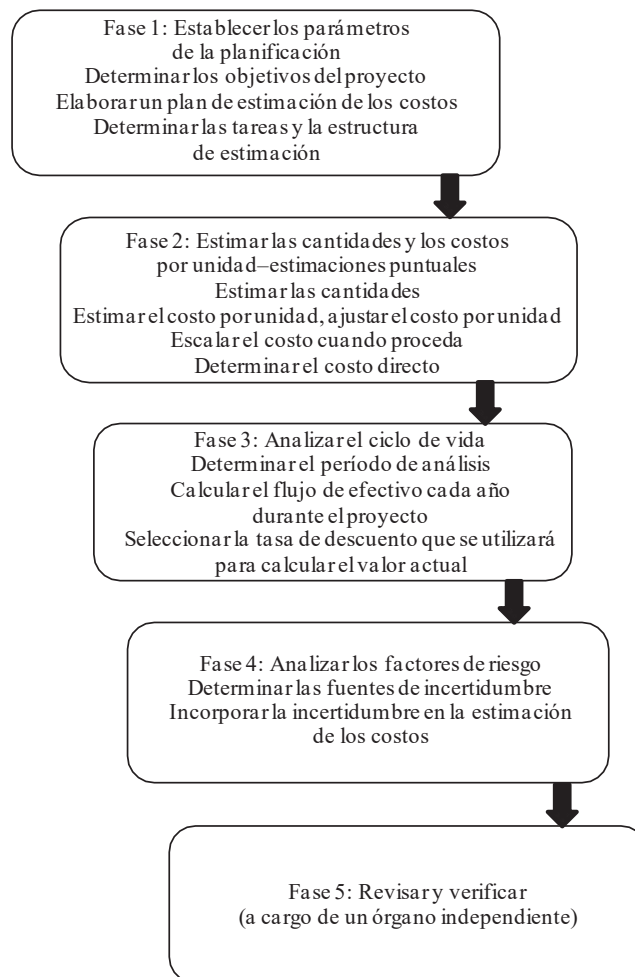 Fase 1: Establecer los parámetros
de la planificación
Determinar los objetivos del proyecto
Elaborar un plan de estimación de los costos
Determinar las tareas y la estructura
de estimación
Fase 2: Estimar las cantidades y los costos
por unidad–estimaciones puntuales
Estimar las cantidades
Estimar el costo por unidad, ajustar el costo por unidad
Escalar el costo cuando proceda
Determinar el costo directo
Fase 3: Analizar el ciclo de vida
Determinar el período de análisis
Calcular el flujo de efectivo cada año
durante el proyecto
Seleccionar la tasa de descuento que se utilizará
para calcular el valor actual
Fase 4: Analizar los factores de riesgo
Determinar las fuentes de incertidumbre
Incorporar la incertidumbre en la estimación
de los costos
Fase 5: Revisar y verificar
(a cargo de un órgano independiente)